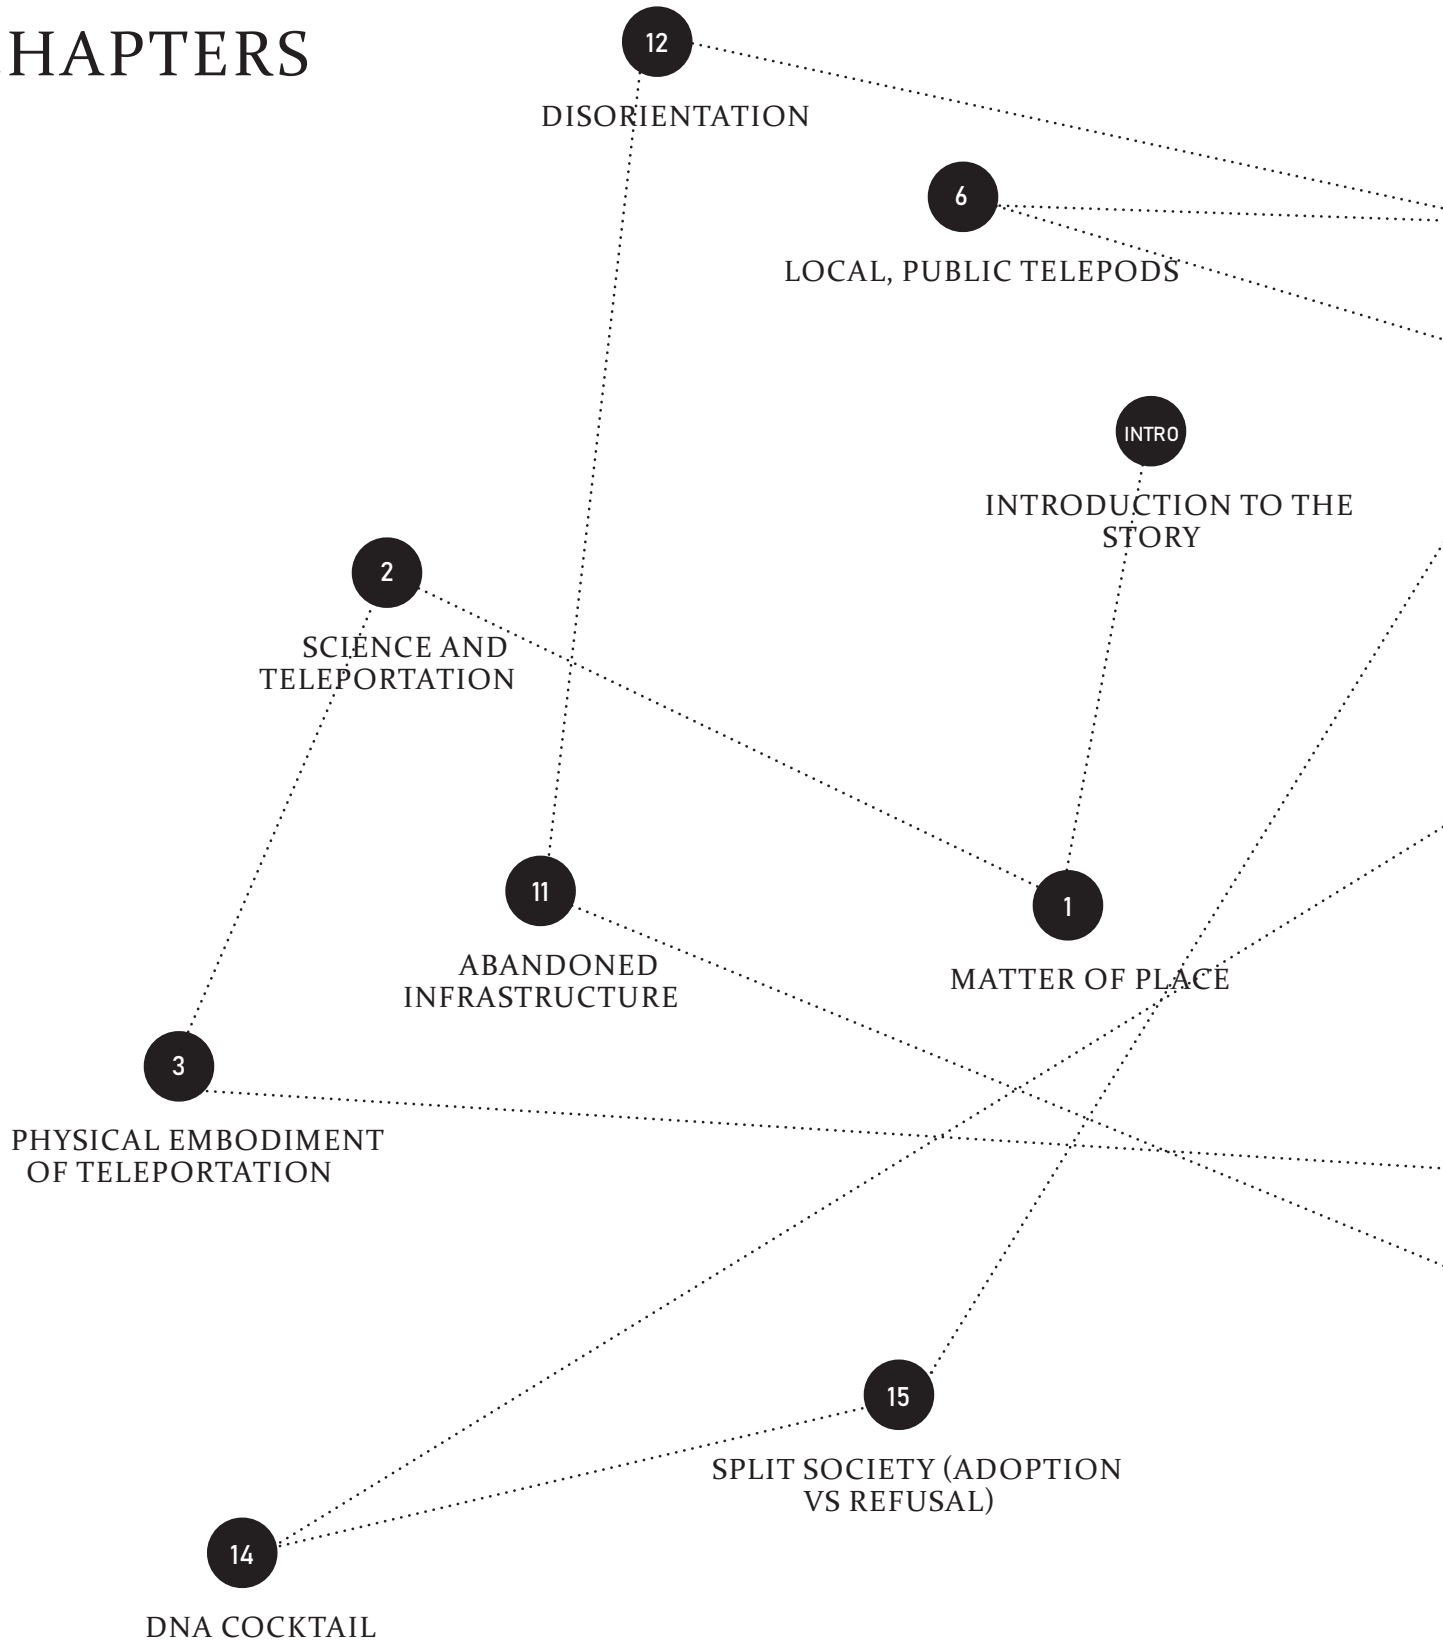 HAPTERS
12
DISORIENTATION
6
LOCAL, PUBLIC TELEPODS
INTRO
INTRODUCTION TO THE
STORY
2
SCIENCE AND
TELEPORTATION
11
ABANDONED
INFRASTRUCTURE
1
MATTER OF PLACE
3
PHYSICAL EMBODIMENT
OF TELEPORTATION
15
SPLIT SOCIETY (ADOPTION
VS REFUSAL)
14
DNA COCKTAIL